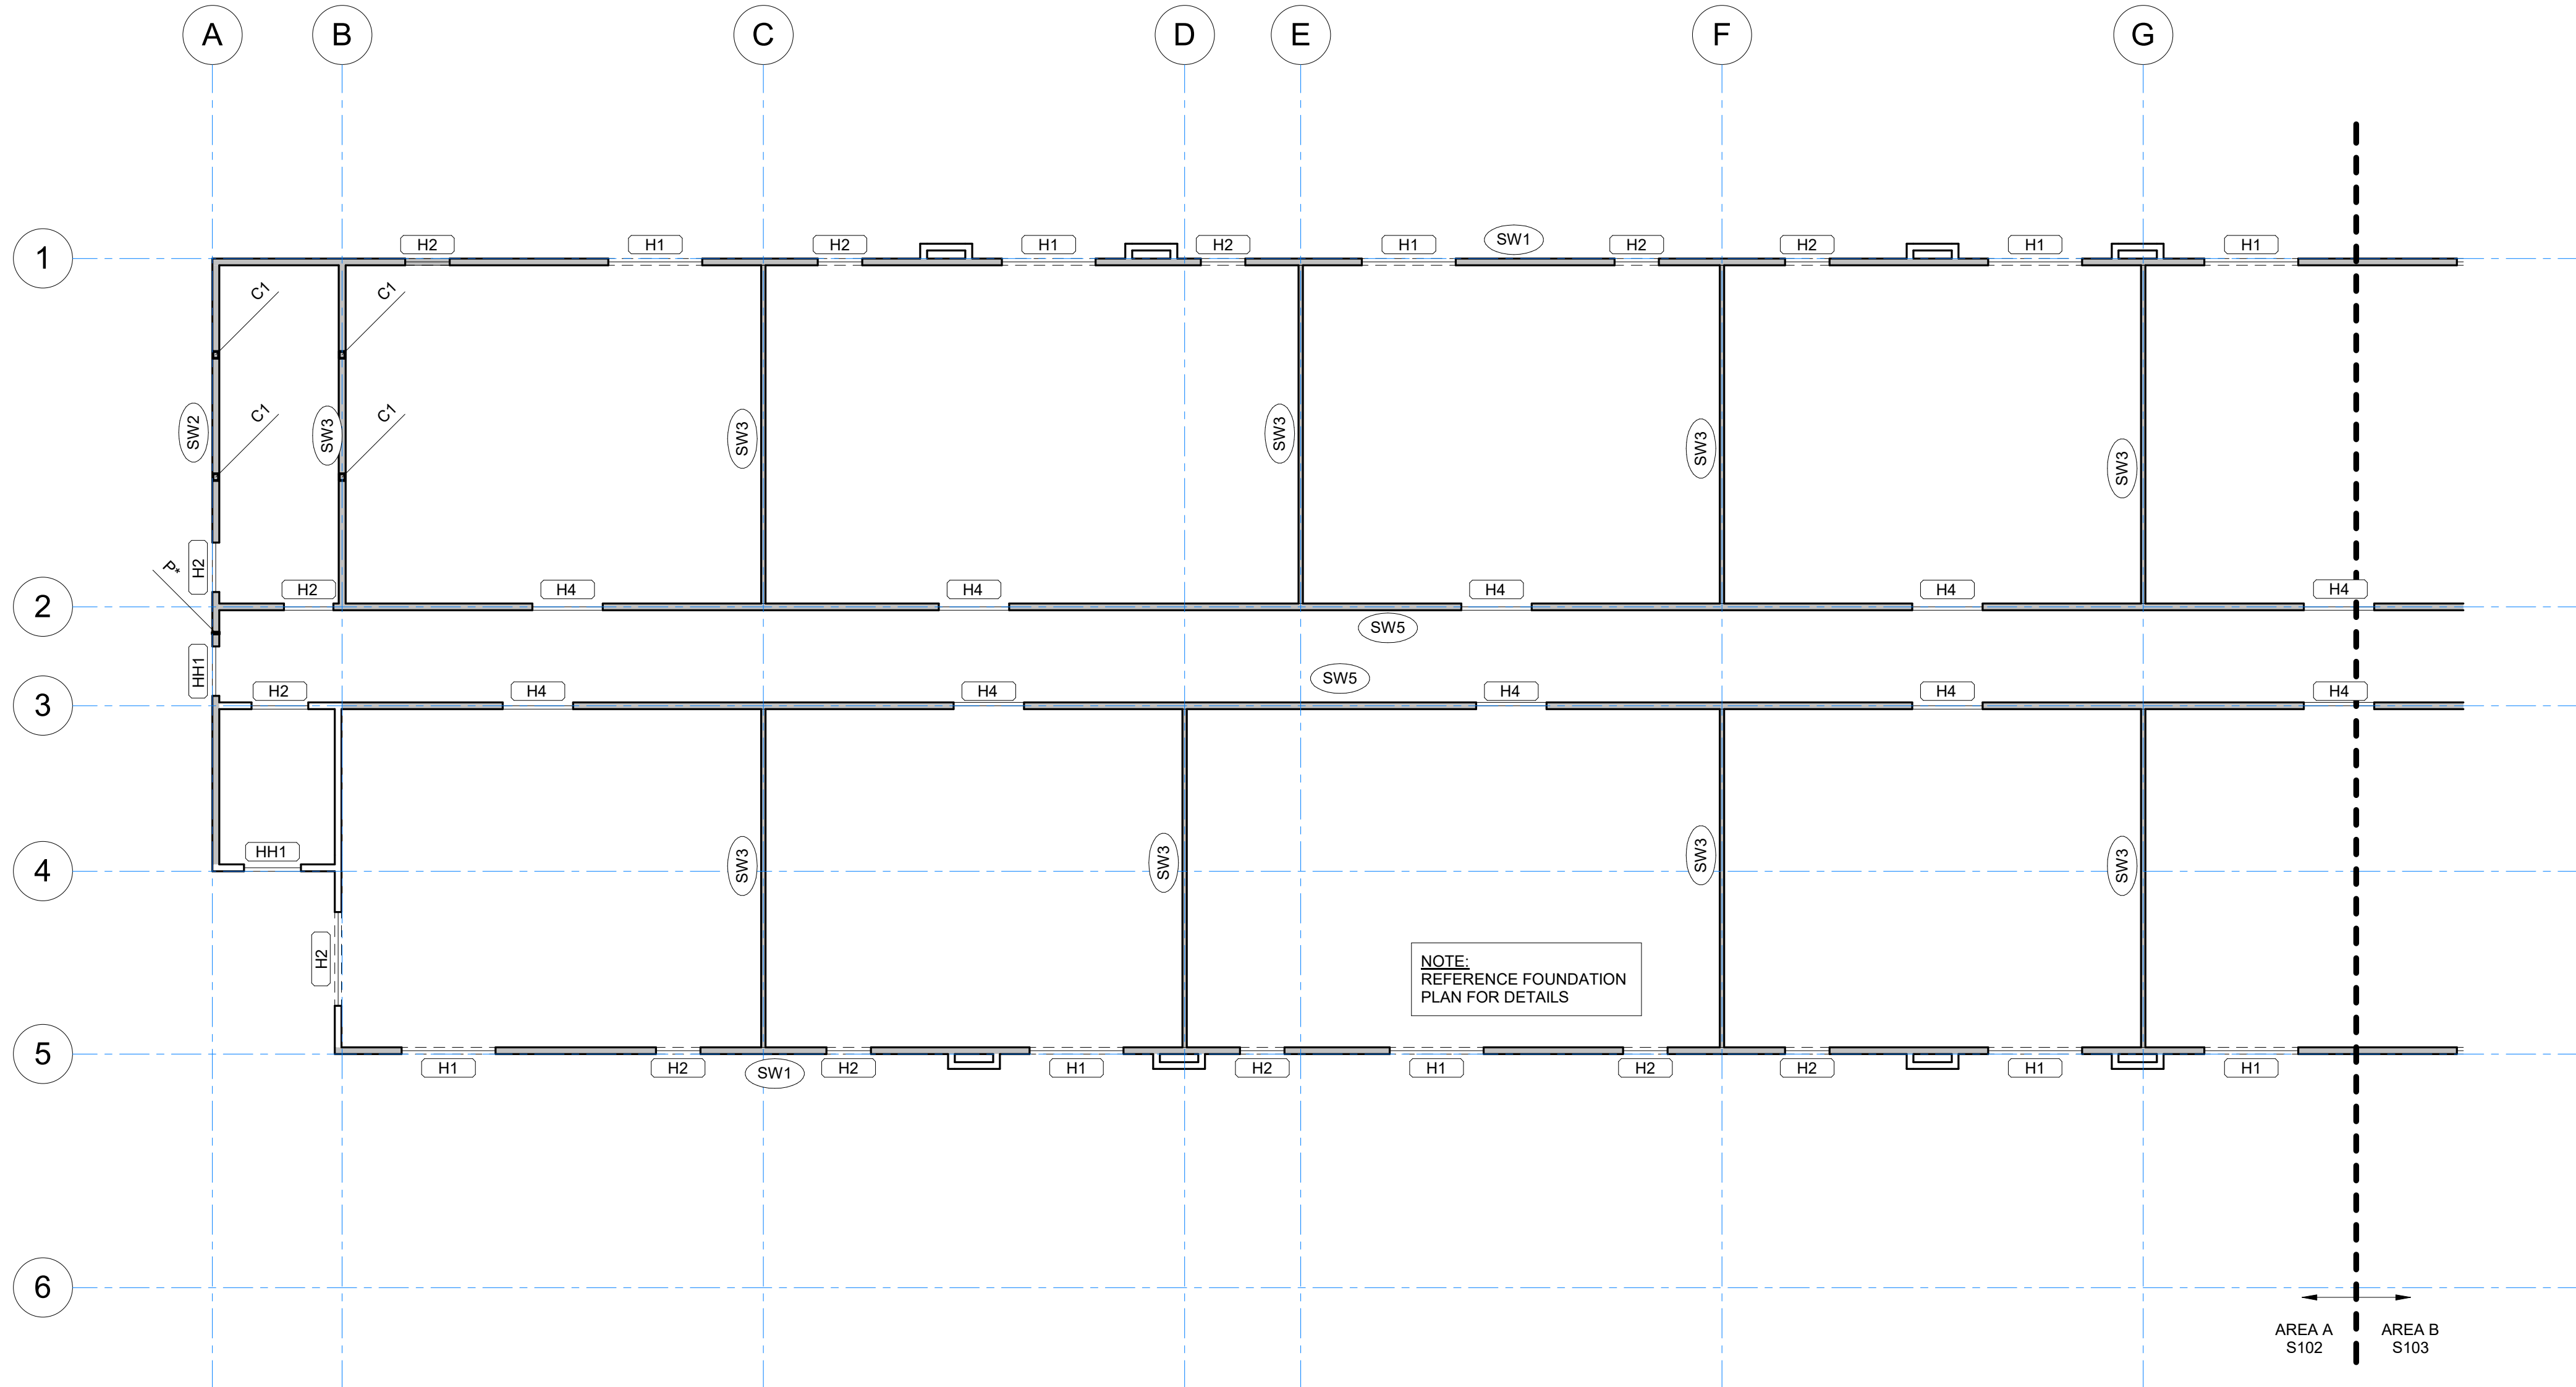 A B C D E F G
1
H2 H1 H2 H1 H2 H1 SW1 H2 H2 H1 H1
C1 C1
C1 C1
SW2 SW3 SW3 SW3 SW3 SW3
P* H2
2
H2 H4 H4 H4 H4 H4
SW5
HH1
SW5
3
H2 H4 H4 H4 H4 H4
4
HH1
SW3 SW3 SW3 SW3
H2
NOTE:
REFERENCE FOUNDATION
PLAN FOR DETAILS
5
H1 H2 SW1 H2 H1 H2 H1 H2 H2 H1 H1
6
AREA A
S102
AREA B
S103